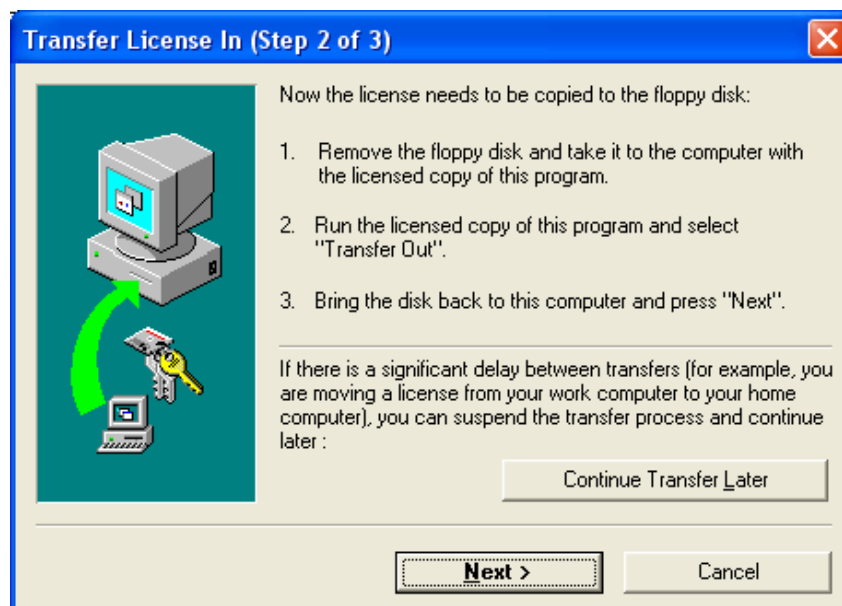 Transfer License In (Step 2 of 3)
Now the license needs to be copied to the floppy disk:
1. Remove the floppy disk and take it to the computer with
the licensed copy of this program.
2. Run the licensed copy of this program and select
"Transfer Out".
3. Bring the disk back to this computer and press "Next".
If there is a significant delay between transfers (for example, you
are moving a license from your work computer to your home
computer), you can suspend the transfer process and continue
later :
Continue Transfer Later
Next >
Cancel